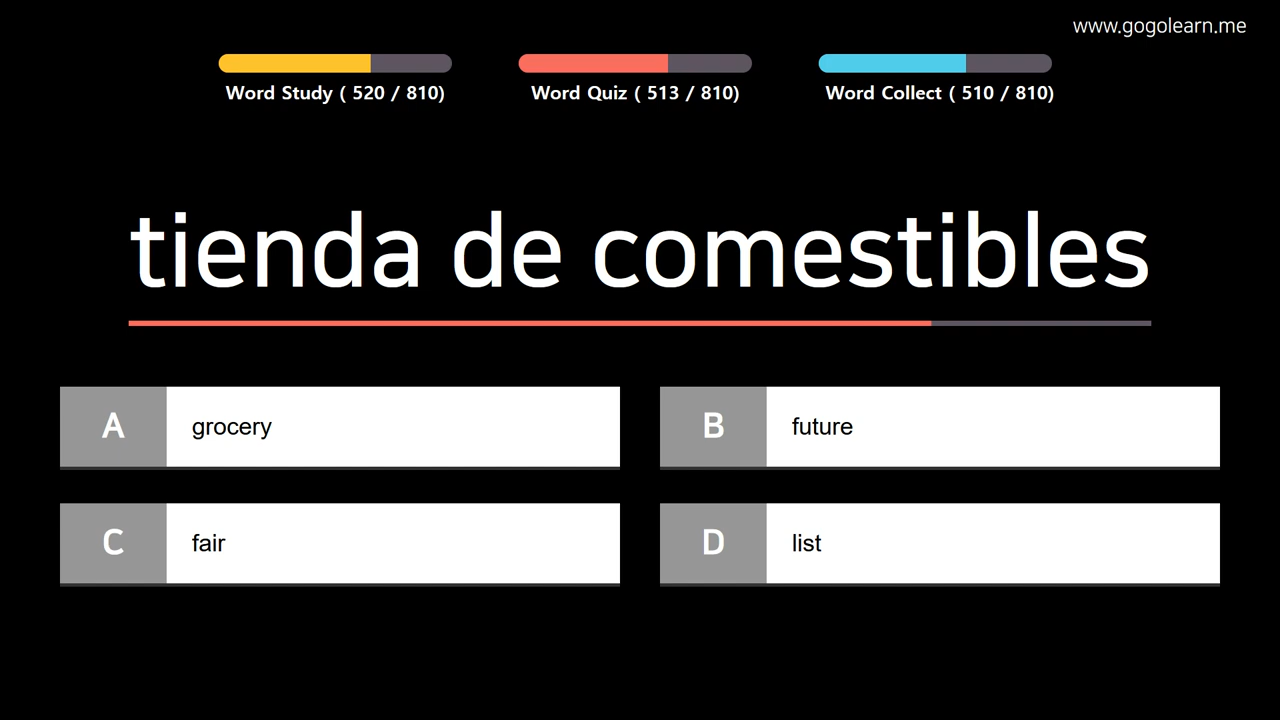 www.gogolearn.me
Word Study ( 520 / 810)
Word Quiz ( 513 / 810)
Word Collect ( 510 / 810)
tienda de comestibles
A grocery
B future
C fair
D list